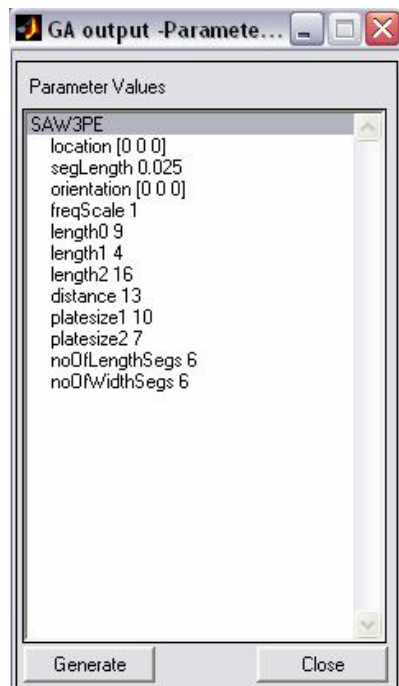 GA output -Paramete...
Parameter Values
SAW3PE
location [0 0 0]
segLength 0.025
orientation [0 0 0]
freqScale 1
length0 9
length1 4
length2 16
distance 13
platesize1 10
platesize2 7
noOfLengthSegs 6
noOfWidthSegs 6
Generate Close